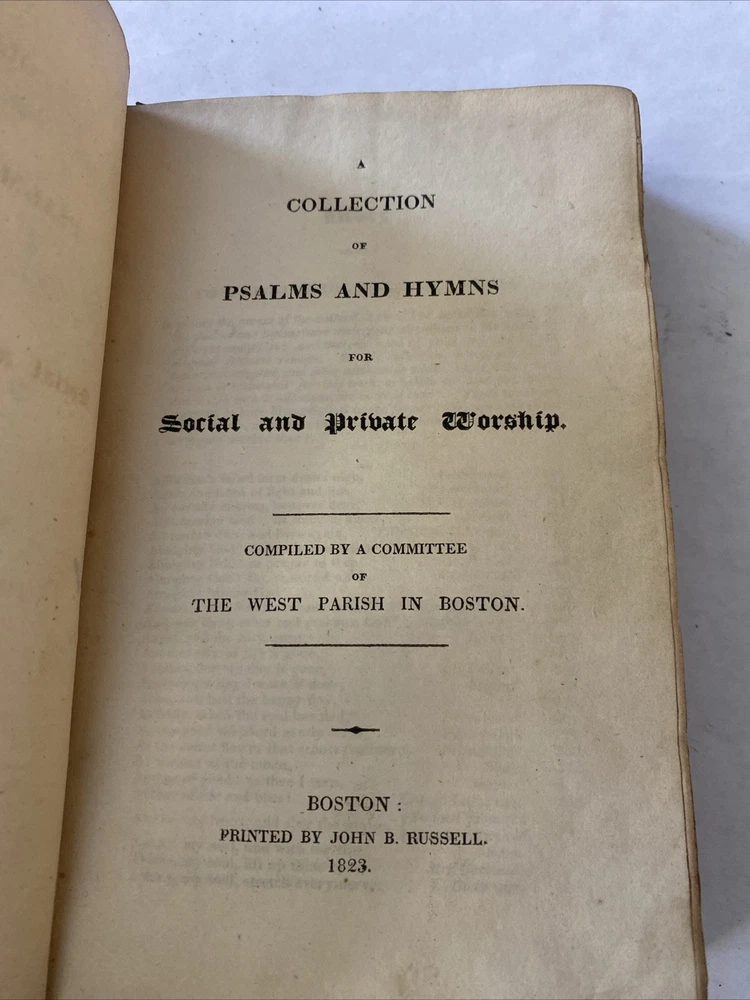 A
COLLECTION
OF
PSALMS AND HYMNS
FOR
Social and Private Worship.
COMPILED BY A COMMITTEE
OF
THE WEST PARISH IN BOSTON.
BOSTON:
PRINTED BY JOHN B. RUSSELL.
1823.